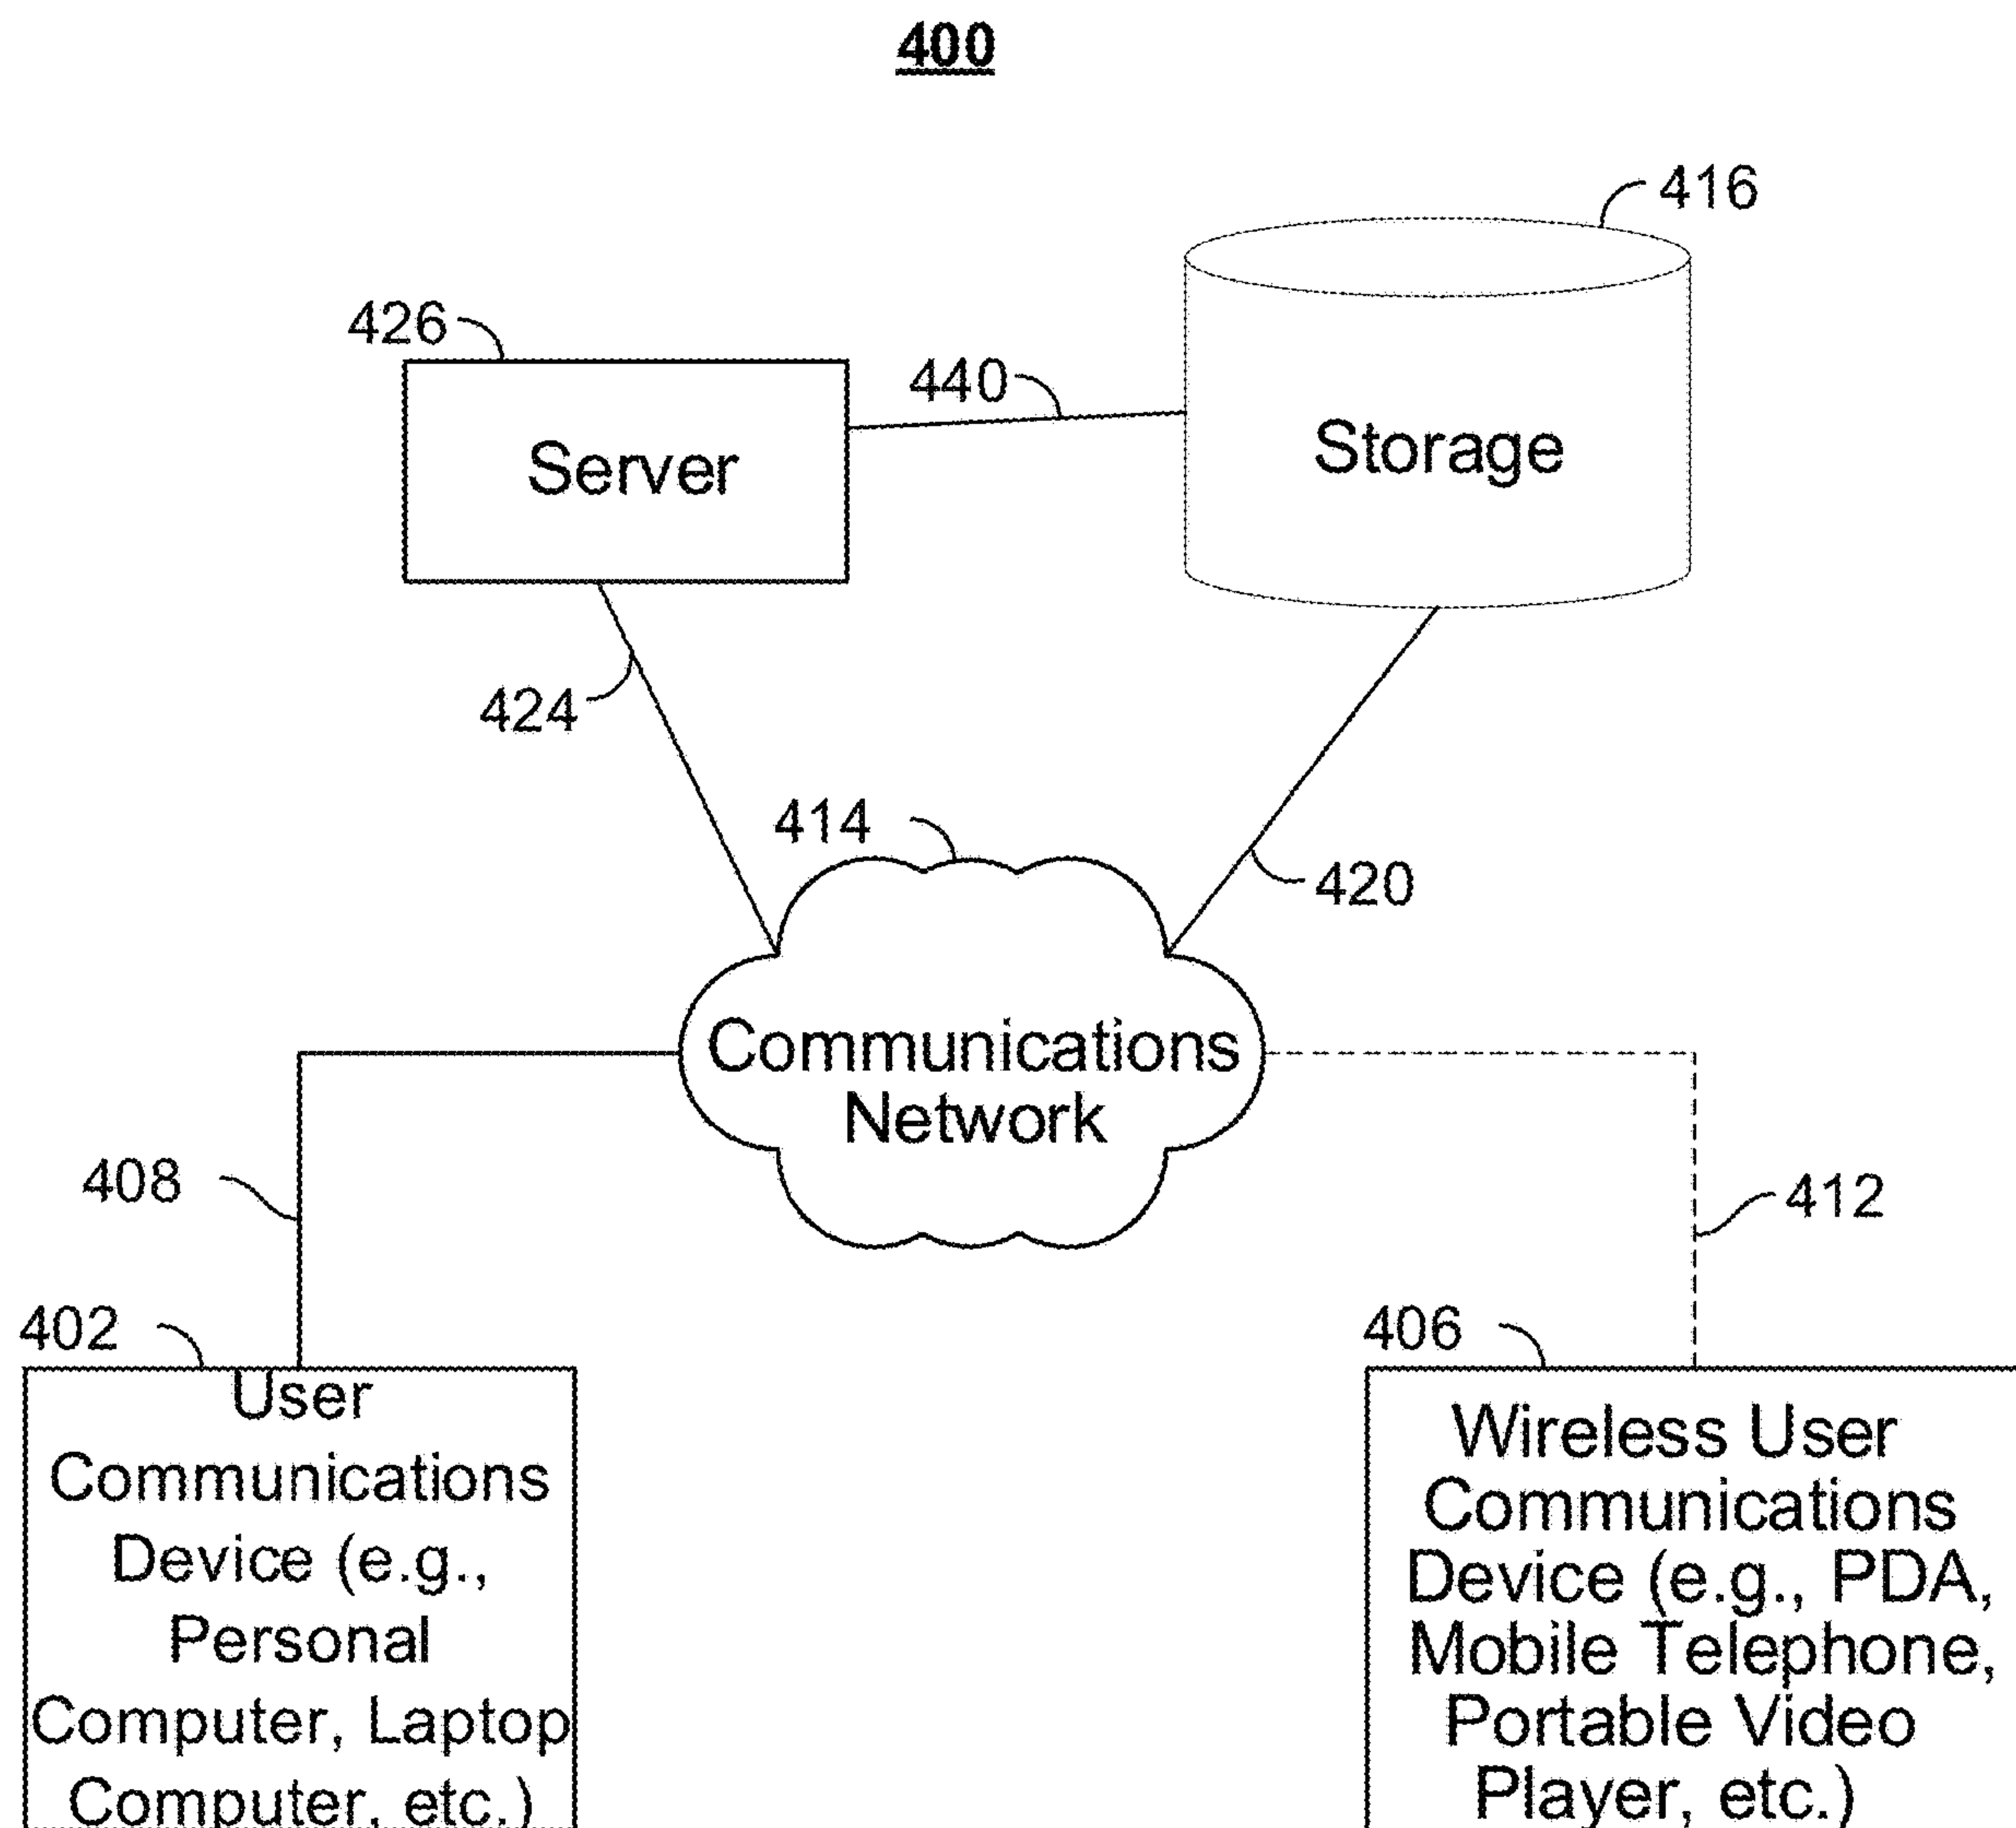 400
416
426
440
Server
Storage
424
414
420
Communications
Network
408
412
402
406
User
Communications
Device (e.g.,
Personal
Computer, Laptop
Computer, etc.)
Wireless User
Communications
Device (e.g., PDA,
Mobile Telephone,
Portable Video
Player, etc.)